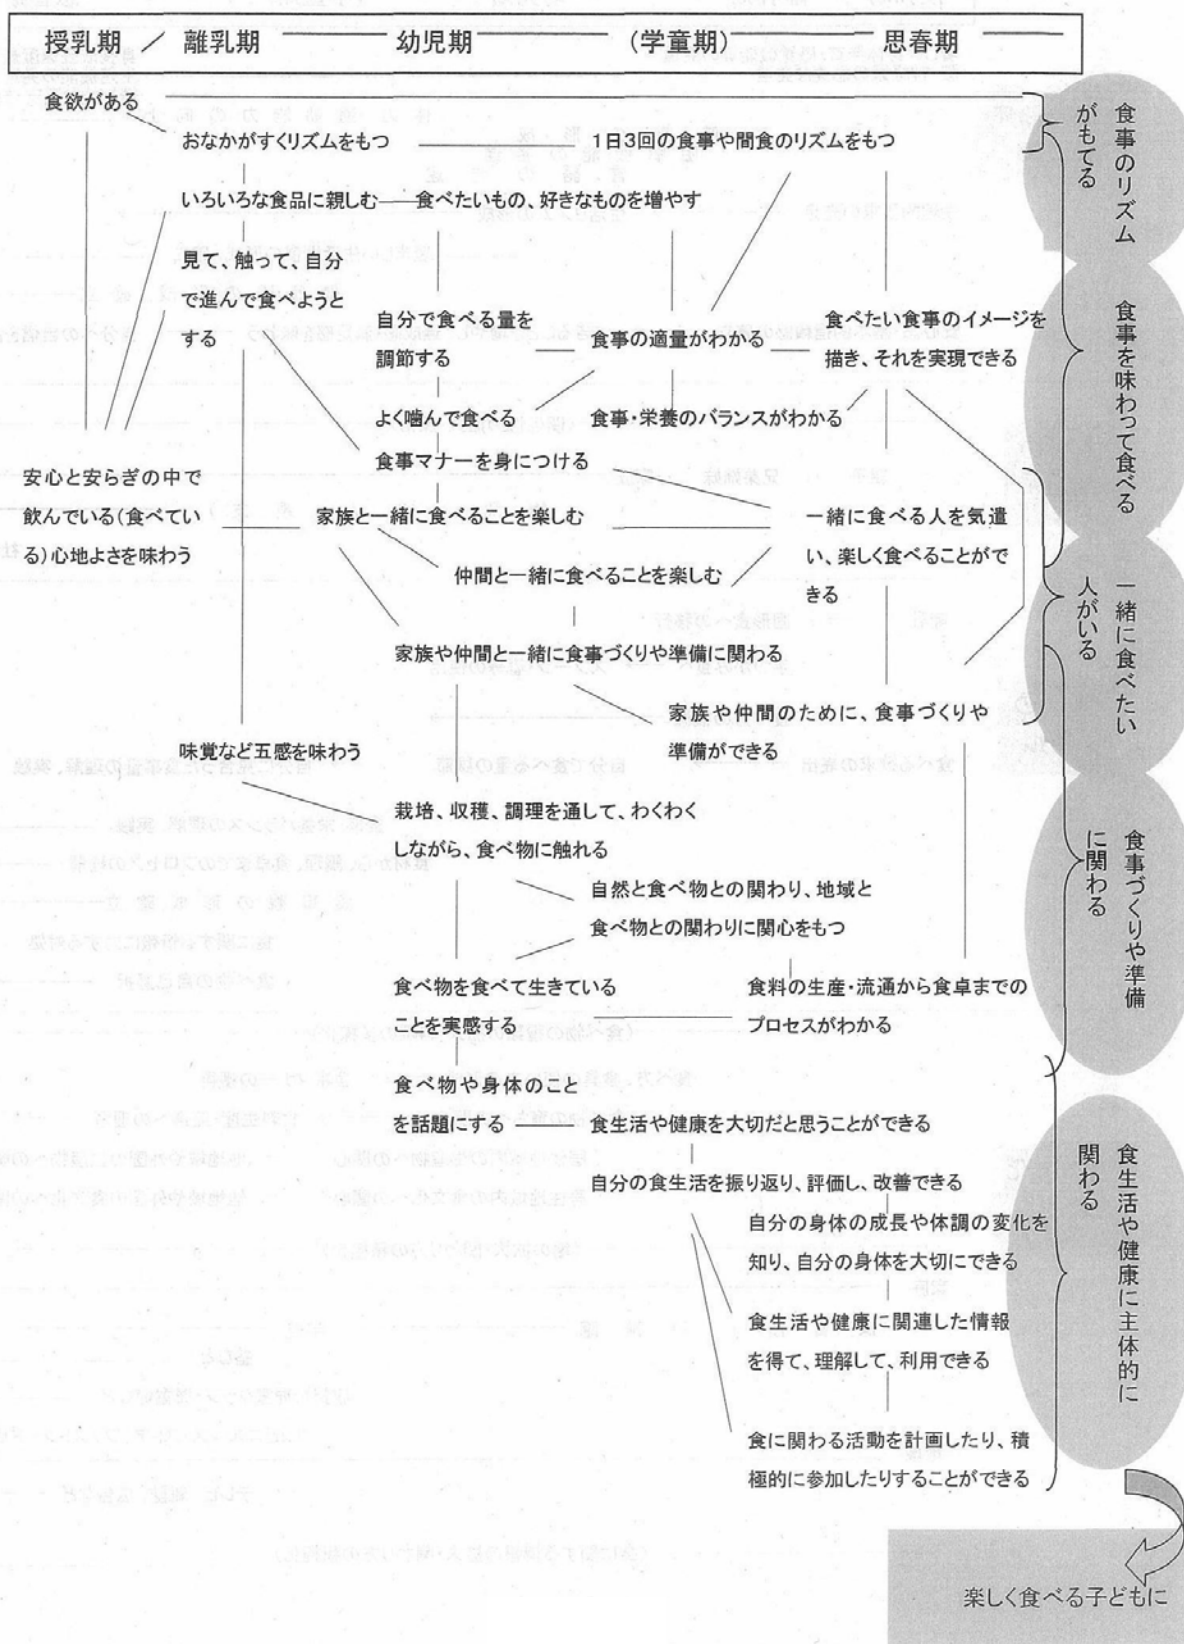 授乳期 / 離乳期 ― 幼児期 ― (学童期) ― 思春期
食欲がある
おなかがすくリズムをもつ
1日3回の食事や間食のリズムをもつ
いろいろな食品に親しむ
食べたいもの、好きなものを増やす
見て、触って、自分
で進んで食べようと
する
自分で食べる量を
調節する
食事の適量がわかる
食べたい食事のイメージを
描き、それを実現できる
よく噛んで食べる
食事・栄養のバランスがわかる
食事マナーを身につける
安心と安らぎの中で
飲んでいる(食べてい
る)心地よさを味わう
家族と一緒に食べることを楽しむ
一緒に食べる人を気遣
い、楽しく食べることがで
きる
仲間と一緒に食べることを楽しむ
家族や仲間と一緒に食事づくりや準備に関わる
家族や仲間のために、食事づくりや
準備ができる
味覚など五感を味わう
栽培、収穫、調理を通して、わくわく
しながら、食べ物に触れる
自然と食べ物との関わり、地域と
食べ物との関わりに関心をもつ
食べ物を食べて生きている
ことを実感する
食料の生産・流通から食卓までの
プロセスがわかる
食べ物や身体のこと
を話題にする
食生活や健康を大切だと思うことができる
自分の食生活を振り返り、評価し、改善できる
自分の身体の成長や体調の変化を
知り、自分の身体を大切にできる
食生活や健康に関連した情報
を得て、理解して、利用できる
食に関わる活動を計画したり、積
極的に参加したりすることができる
食事のリズム
がもてる
食事を味わって食べる
一緒に食べたい
人がいる
食事づくりや準備
に関わる
食生活や健康に主体的に
関わる
楽しく食べる子どもに